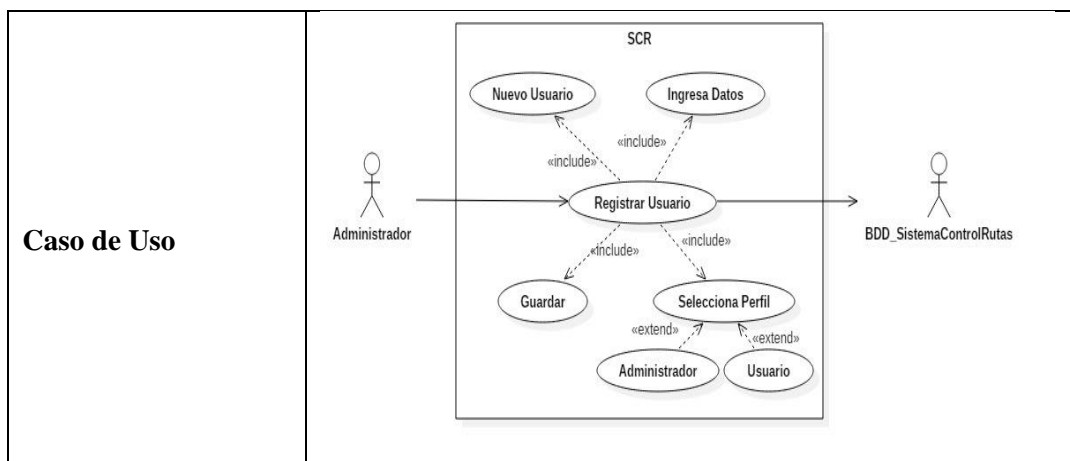 Caso de Uso
SCR
Nuevo Usuario
Ingresa Datos
«include»
«include»
Registrar Usuario
Administrador
BDD_SistemaControlRutas
«include»
«include»
Guardar
Selecciona Perfil
«extend»
«extend»
Administrador
Usuario